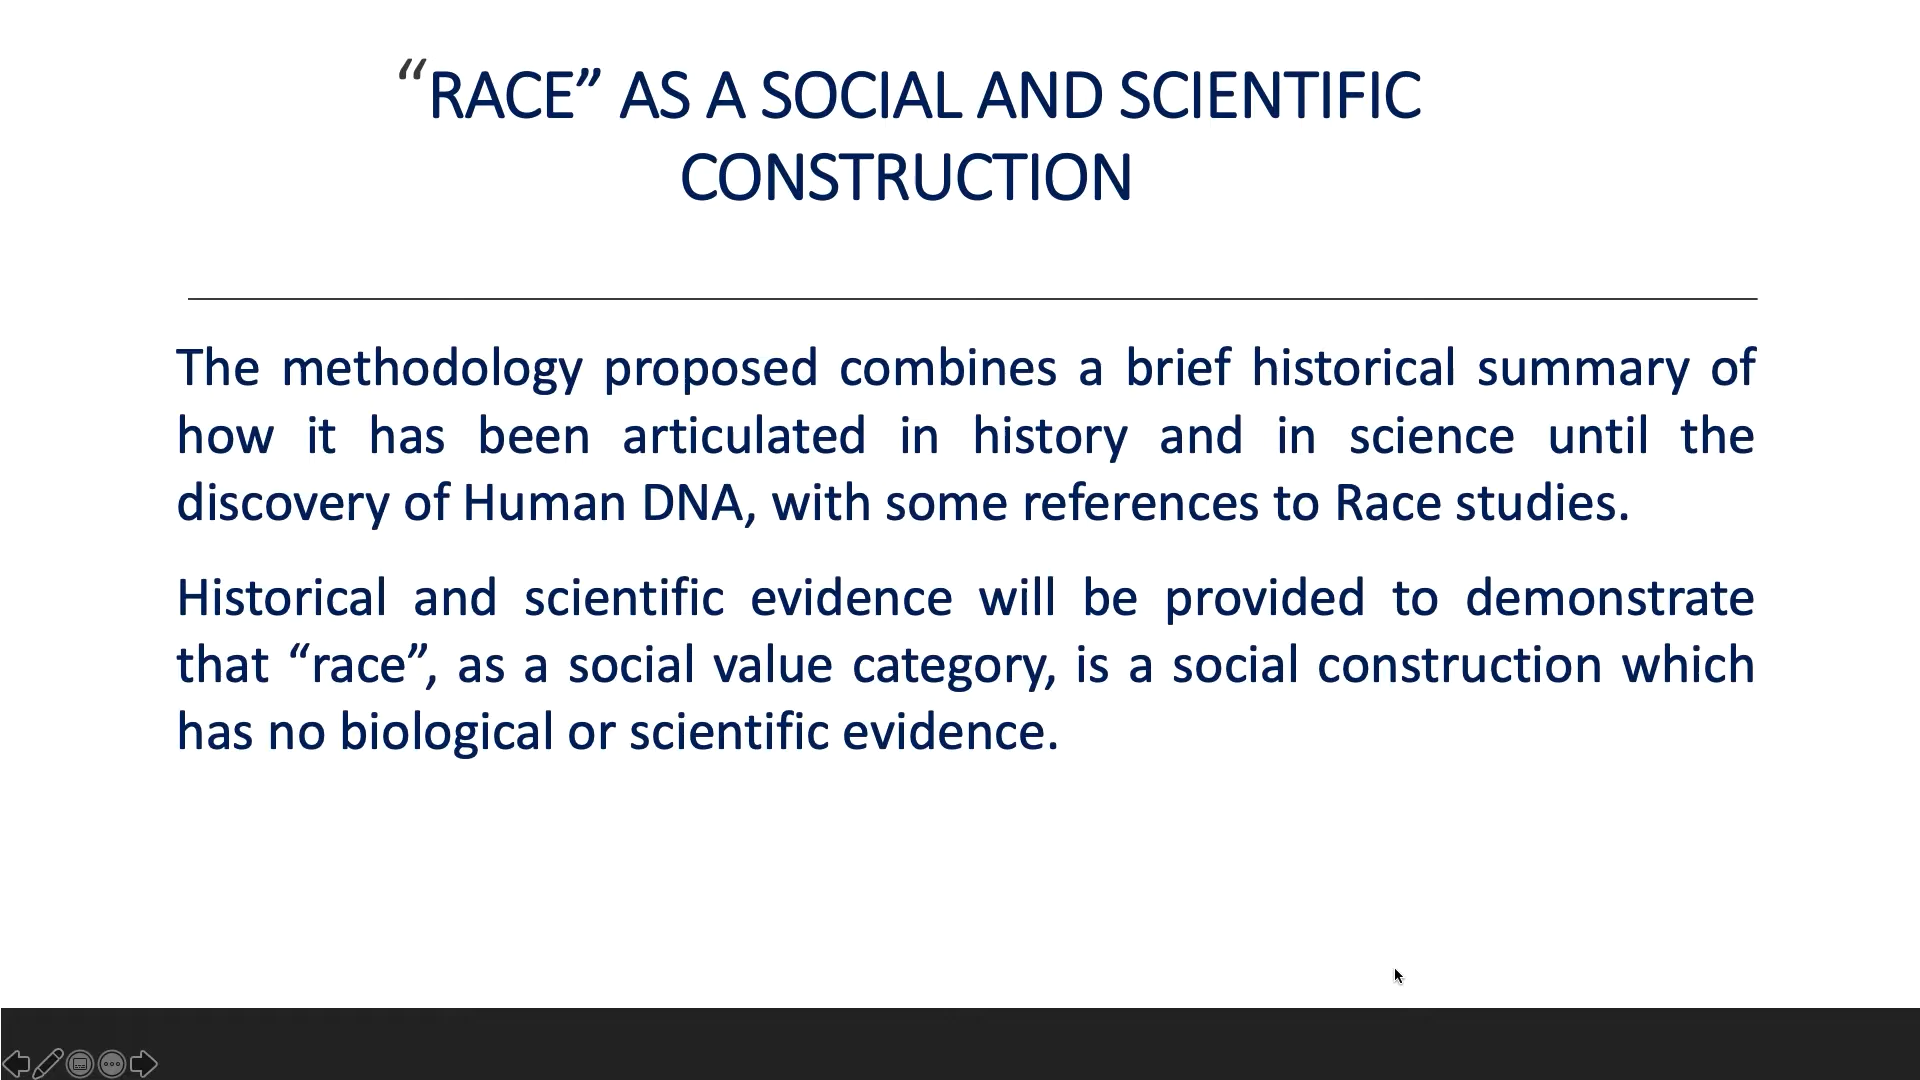 “RACE” AS A SOCIAL AND SCIENTIFIC
CONSTRUCTION
The methodology proposed combines a brief historical summary of
how it has been articulated in history and in science until the
discovery of Human DNA, with some references to Race studies.
Historical and scientific evidence will be provided to demonstrate
that “race”, as a social value category, is a social construction which
has no biological or scientific evidence.